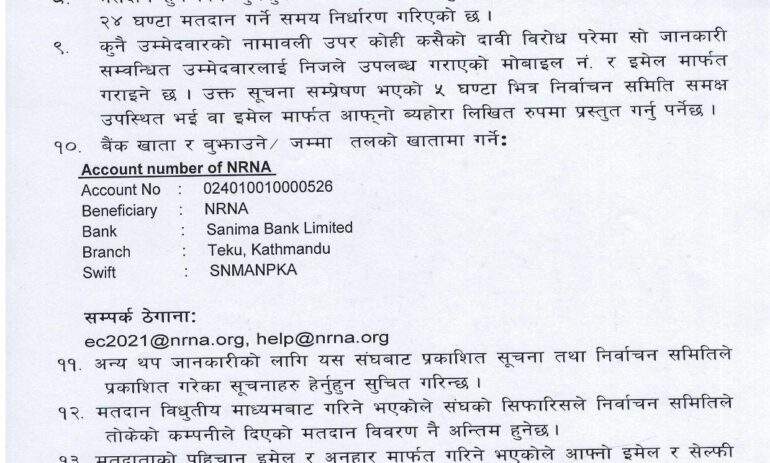 २४ घण्टा मतदान गर्ने समय निर्धारण गरिएको छ ।
९. कुनै उम्मेदवारको नामावली उपर कोही कसैको दावी विरोध परेमा सो जानकारी
सम्वन्धित उम्मेदवारलाई निजले उपलब्ध गराएको मोबाइल नं. र इमेल मार्फत
गराइने छ । उक्त सूचना सम्प्रेषण भएको ५ घण्टा भित्र निर्वाचन समिति समक्ष
उपस्थित भई वा इमेल मार्फत आफ्नो ब्यहोरा लिखित रुपमा प्रस्तुत गर्नु पर्नेछ ।
१०. बैंक खाता र बुझाउने/ जम्मा तलको खातामा गर्ने:
Account number of NRNA
Account No : 024010010000526
Beneficiary : NRNA
Bank : Sanima Bank Limited
Branch : Teku, Kathmandu
Swift : SNMANPKA
सम्पर्क ठेगाना:
ec2021@nrna.org, help@nrna.org
११. अन्य थप जानकारीको लागि यस संघबाट प्रकाशित सूचना तथा निर्वाचन समितिले
प्रकाशित गरेका सूचनाहरु हेर्नुहुन सुचित गरिन्छ ।
१२. मतदान विधुतीय माध्यमबाट गरिने भएकोले संघको सिफारिसले निर्वाचन समितिले
तोकेको कम्पनीले दिएको मतदान विवरण नै अन्तिम हुनेछ ।
१३. मतदाताको पहिचान इमेल र अनुहार मार्फत गरिने भएकोले आफ्नो इमेल र सेल्फी